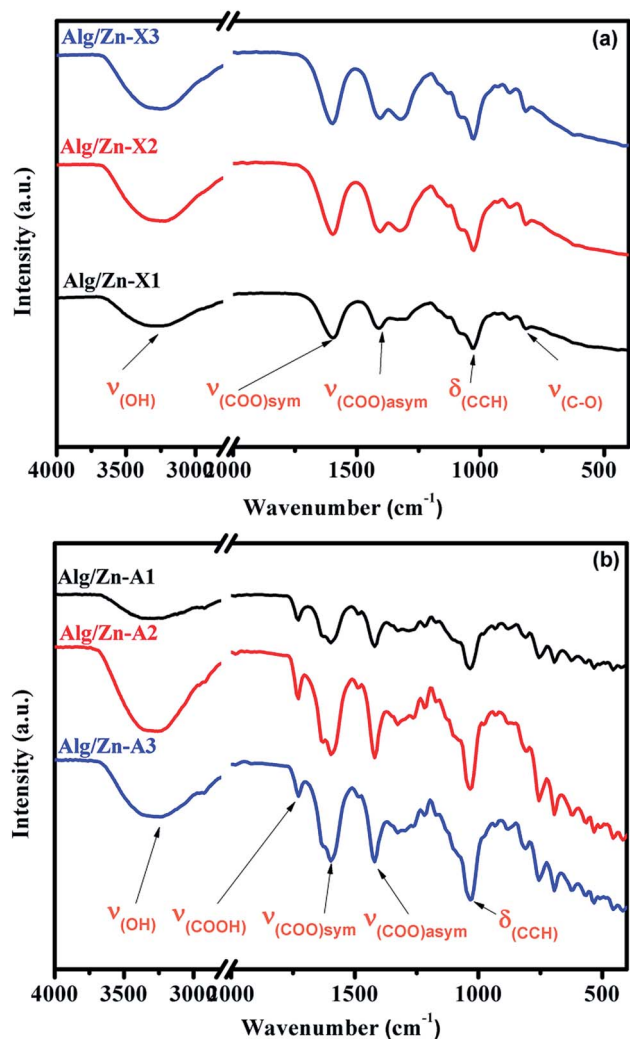 (a)
Alg/Zn-X3
Alg/Zn-X2
Alg/Zn-X1
Intensity (a.u.)
ν(OH)
ν(COO)sym
ν(COO)asym
δ(CCH)
ν(C-O)
4000 3500 3000 2000 1500 1000 500
Wavenumber (cm-1)
(b)
Alg/Zn-A1
Alg/Zn-A2
Alg/Zn-A3
Intensity (a.u.)
ν(OH)
ν(COOH)
ν(COO)sym
ν(COO)asym
δ(CCH)
4000 3500 3000 2000 1500 1000 500
Wavenumber (cm-1)